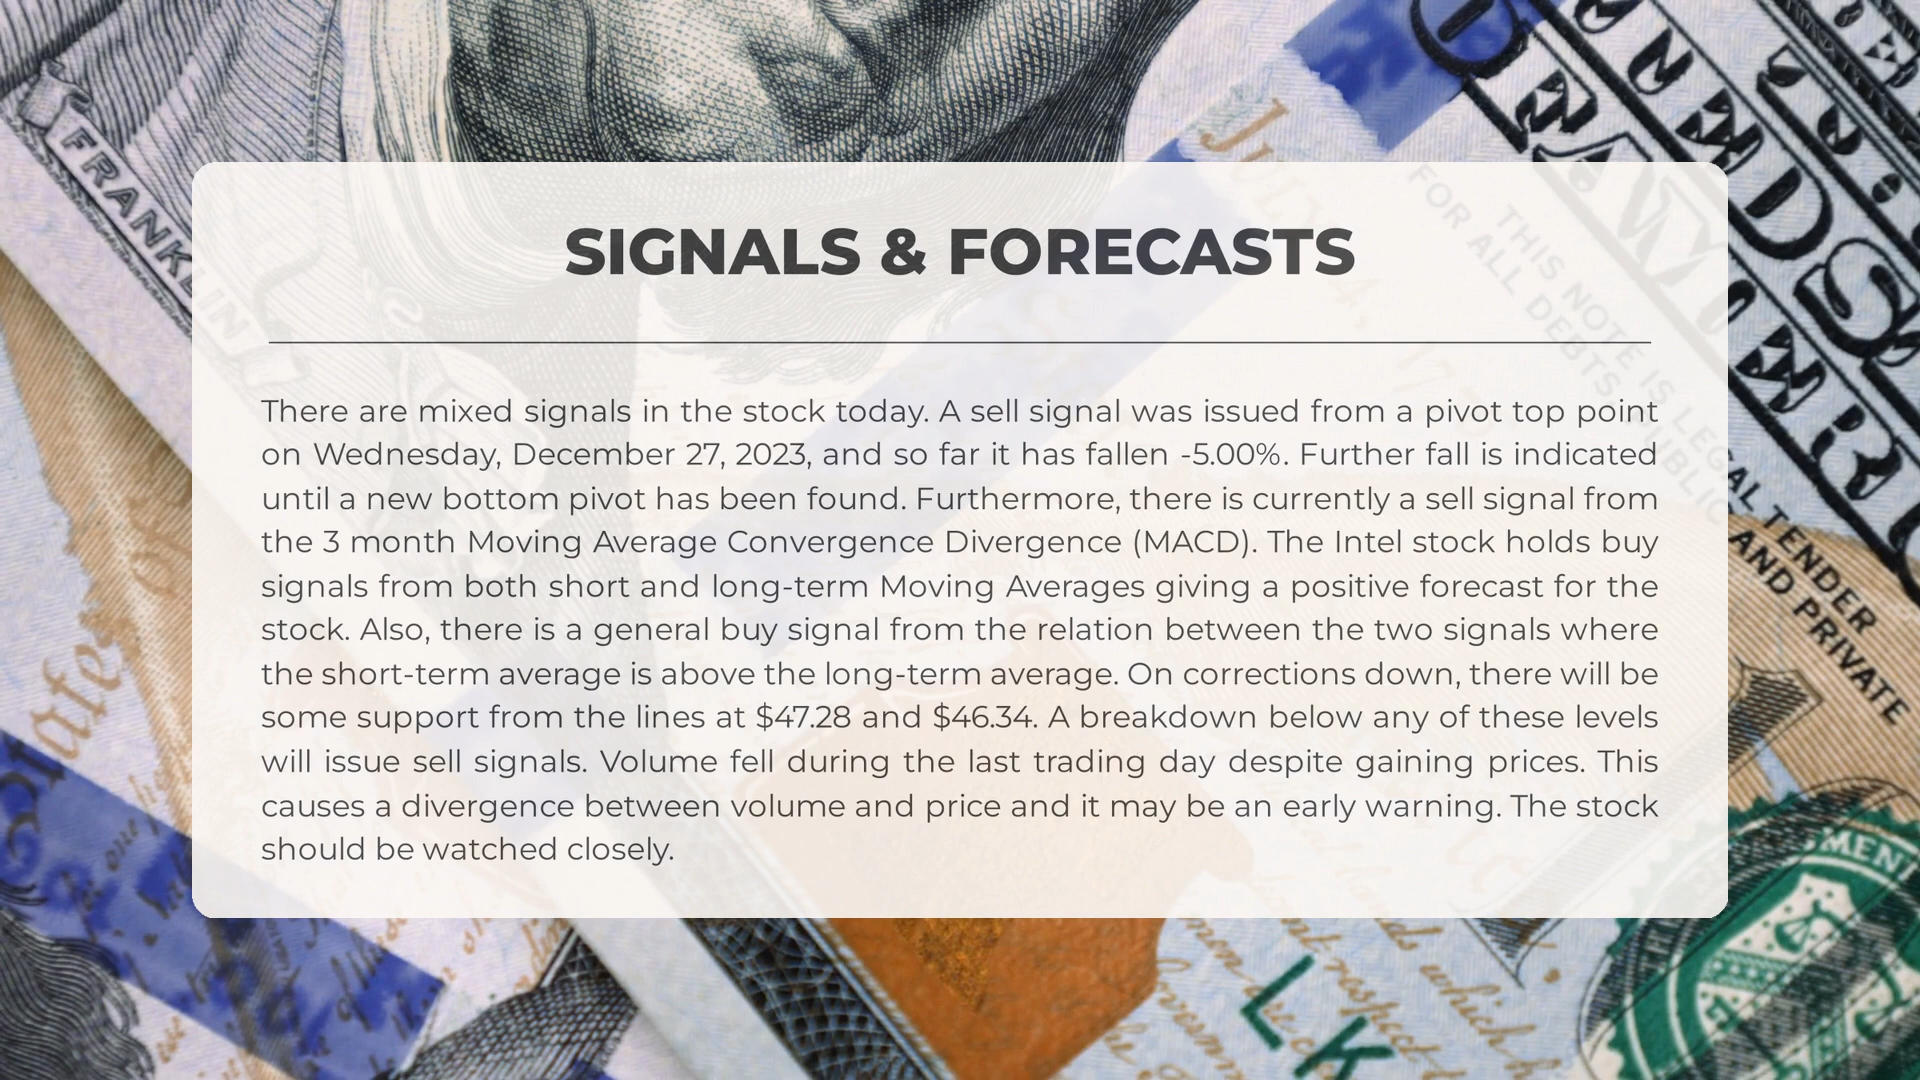 FRANKLIN
JULY 4, 1776
THIS NOTE IS LEGAL TENDER
FOR ALL DEBTS, PUBLIC AND PRIVATE
SIGNALS & FORECASTS
There are mixed signals in the stock today. A sell signal was issued from a pivot top point
on Wednesday, December 27, 2023, and so far it has fallen -5.00%. Further fall is indicated
until a new bottom pivot has been found. Furthermore, there is currently a sell signal from
the 3 month Moving Average Convergence Divergence (MACD). The Intel stock holds buy
signals from both short and long-term Moving Averages giving a positive forecast for the
stock. Also, there is a general buy signal from the relation between the two signals where
the short-term average is above the long-term average. On corrections down, there will be
some support from the lines at $47.28 and $46.34. A breakdown below any of these levels
will issue sell signals. Volume fell during the last trading day despite gaining prices. This
causes a divergence between volume and price and it may be an early warning. The stock
should be watched closely.
LK